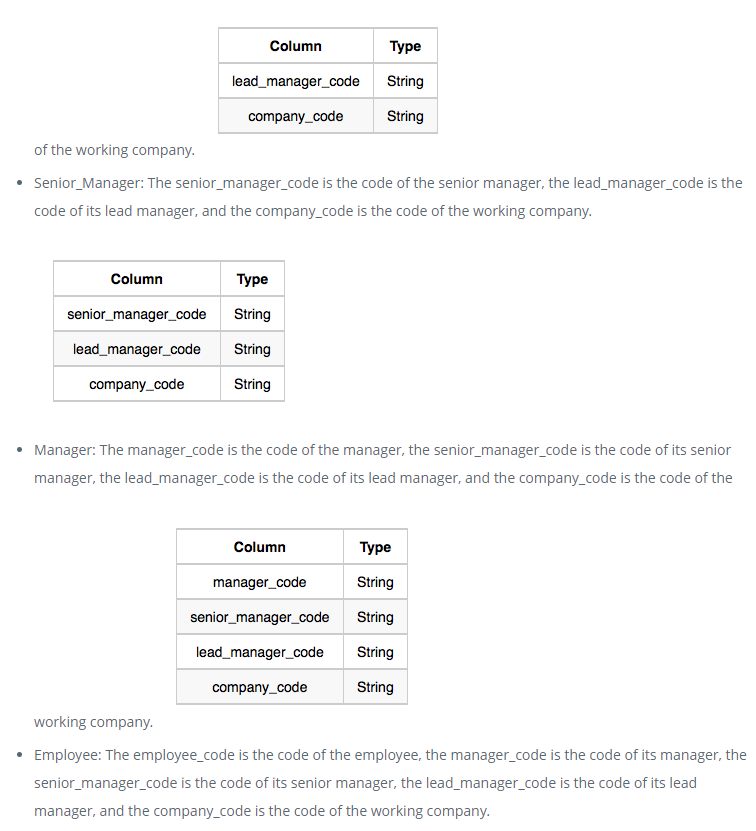 Column Type
lead_manager_code String
company_code String
of the working company.
• Senior_Manager: The senior_manager_code is the code of the senior manager, the lead_manager_code is the
code of its lead manager, and the company_code is the code of the working company.
Column Type
senior_manager_code String
lead_manager_code String
company_code String
• Manager: The manager_code is the code of the manager, the senior_manager_code is the code of its senior
manager, the lead_manager_code is the code of its lead manager, and the company_code is the code of the
Column Type
manager_code String
senior_manager_code String
lead_manager_code String
company_code String
working company.
• Employee: The employee_code is the code of the employee, the manager_code is the code of its manager, the
senior_manager_code is the code of its senior manager, the lead_manager_code is the code of its lead
manager, and the company_code is the code of the working company.